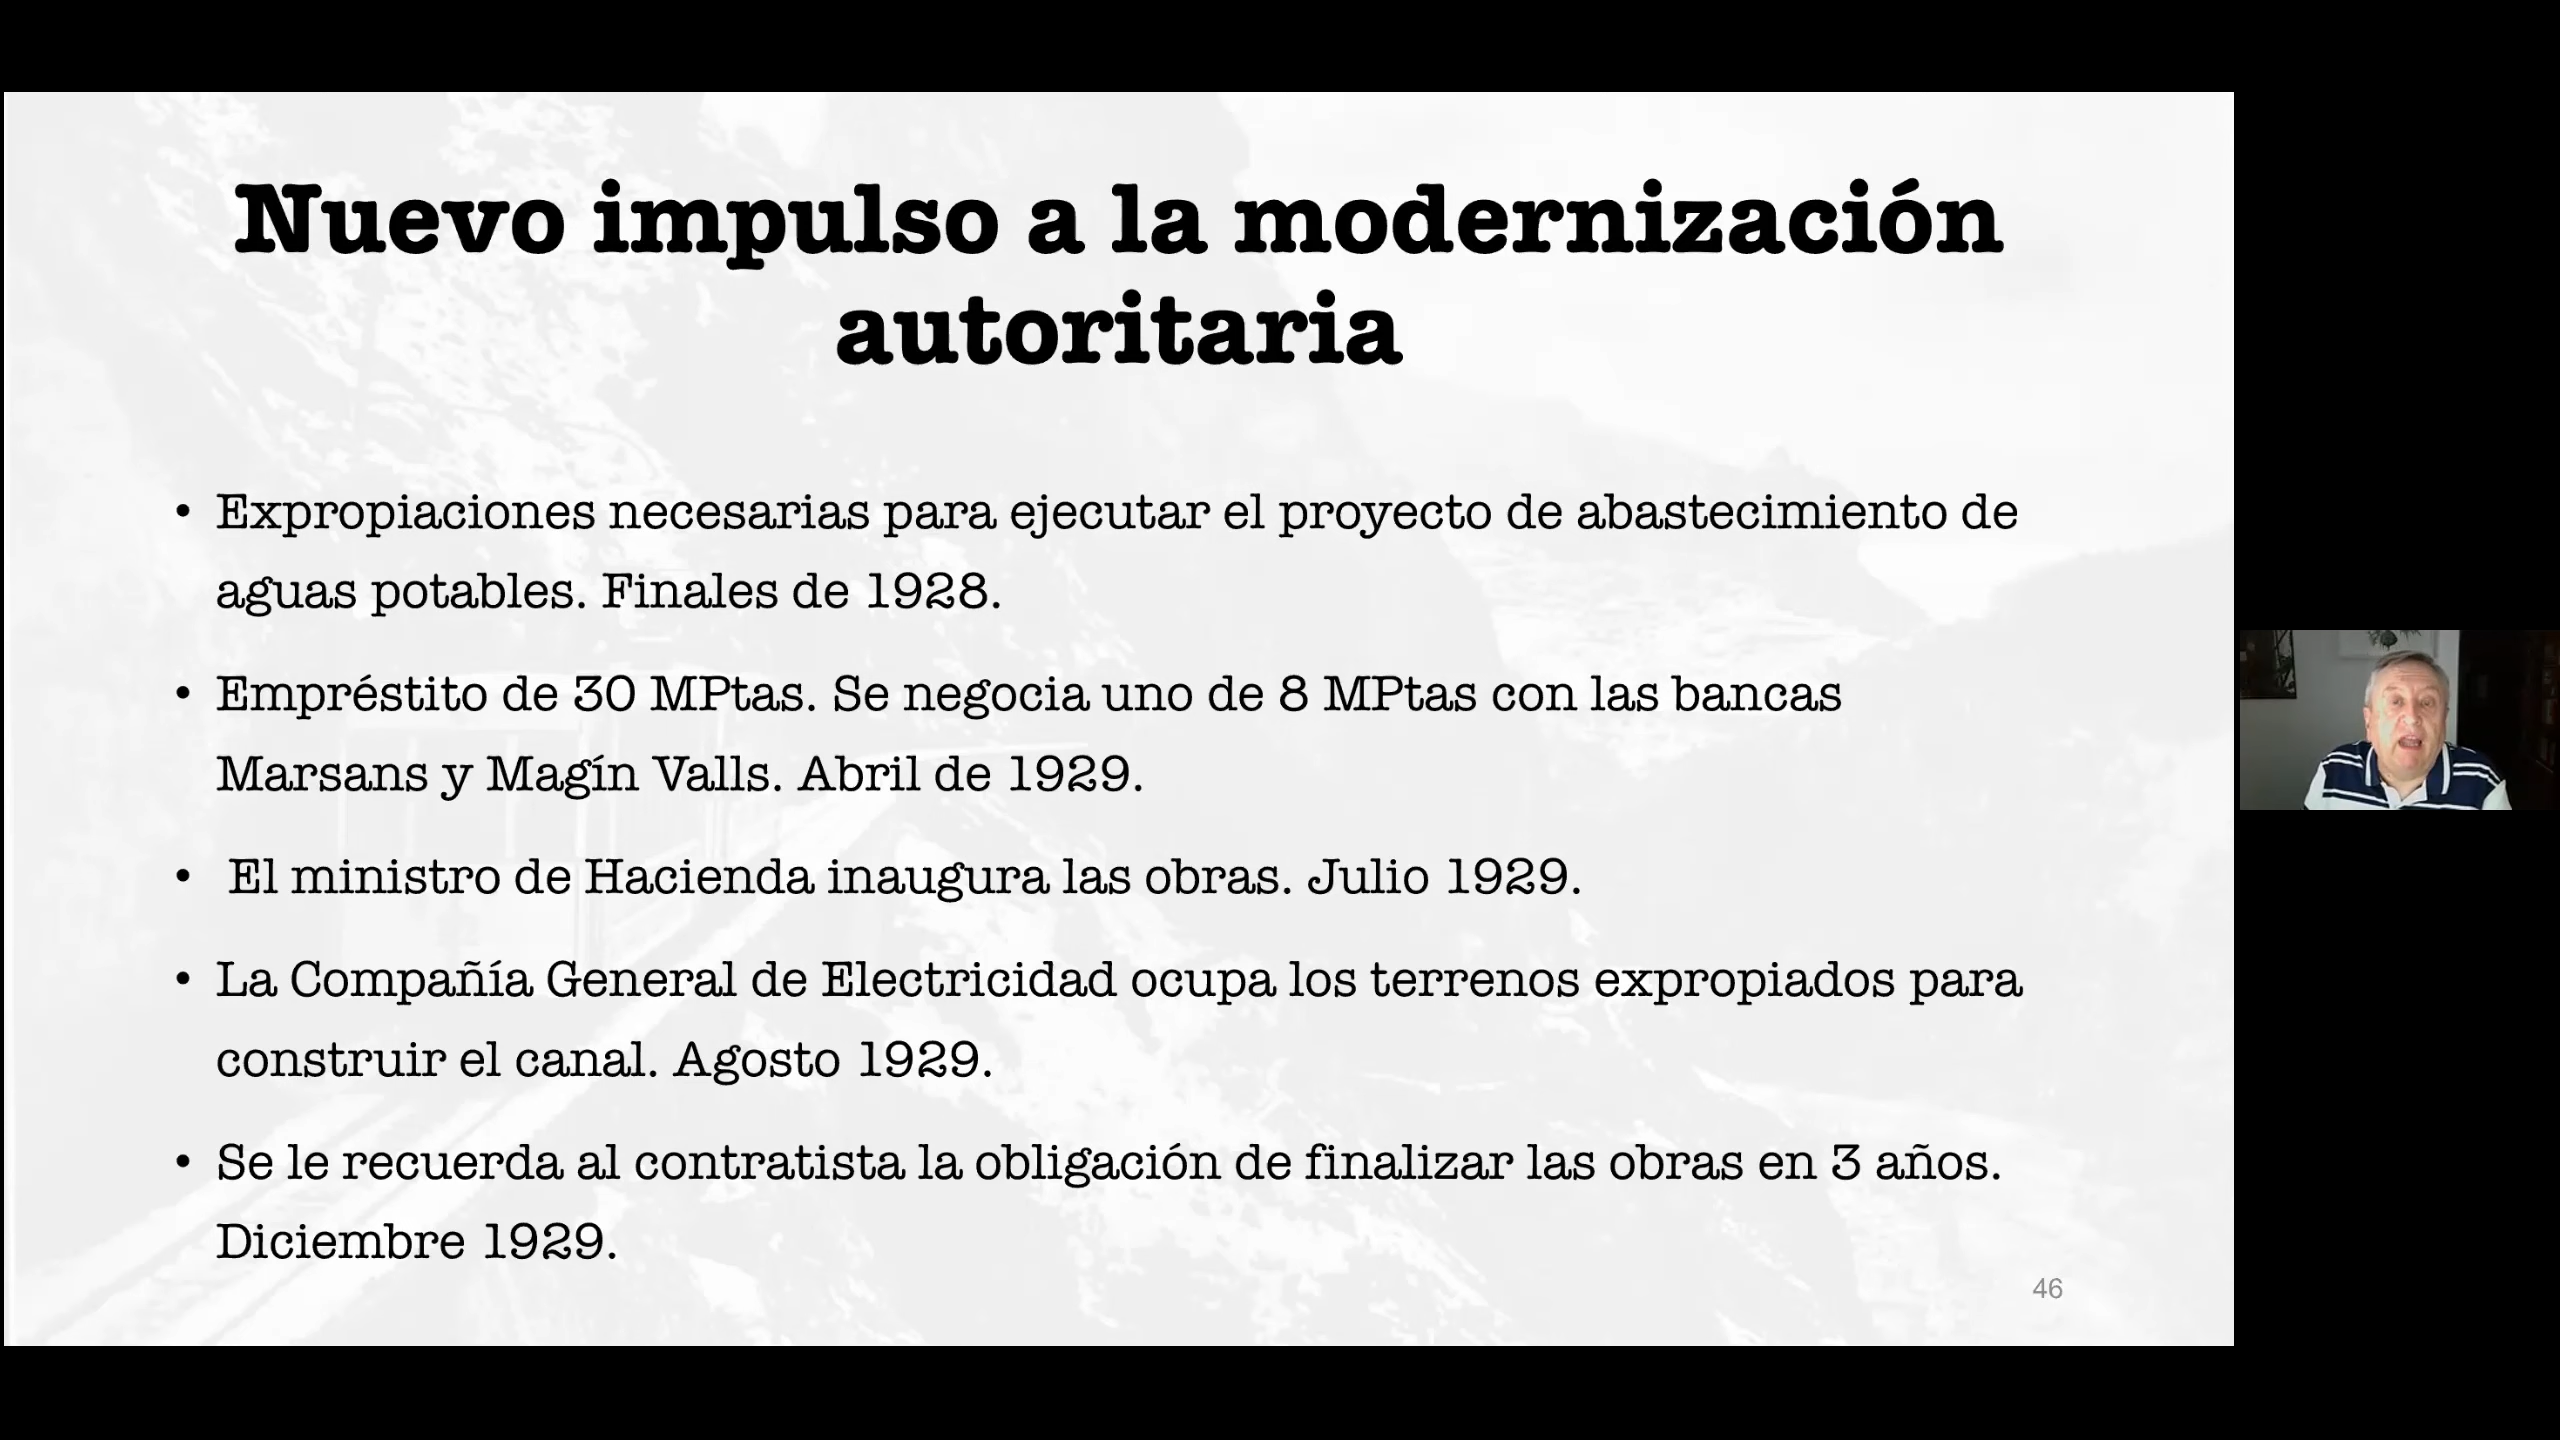 Nuevo impulso a la modernización
autoritaria
• Expropiaciones necesarias para ejecutar el proyecto de abastecimiento de
aguas potables. Finales de 1928.
• Empréstito de 30 MPtas. Se negocia uno de 8 MPtas con las bancas
Marsans y Magín Valls. Abril de 1929.
• El ministro de Hacienda inaugura las obras. Julio 1929.
• La Compañía General de Electricidad ocupa los terrenos expropiados para
construir el canal. Agosto 1929.
• Se le recuerda al contratista la obligación de finalizar las obras en 3 años.
Diciembre 1929.
46